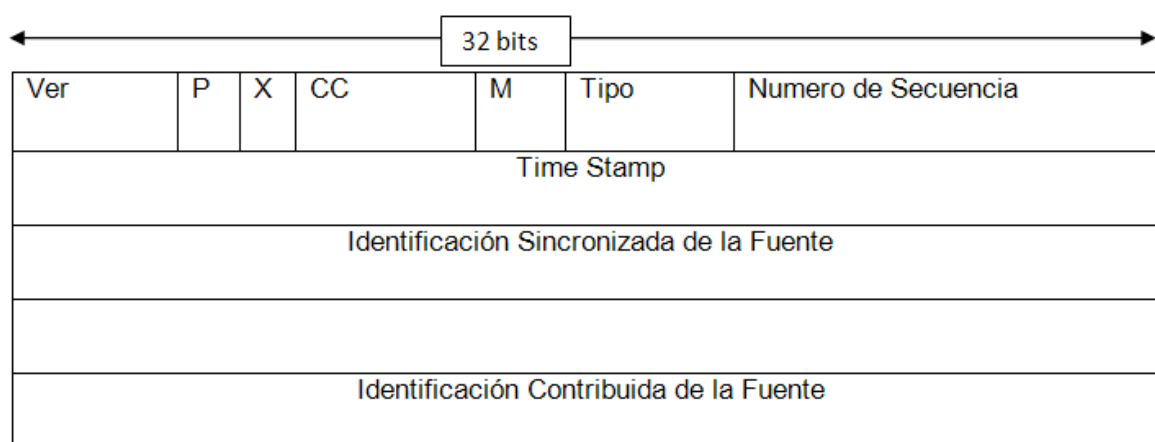 32 bits
Ver P X CC M Tipo Numero de Secuencia
Time Stamp
Identificación Sincronizada de la Fuente
Identificación Contribuida de la Fuente